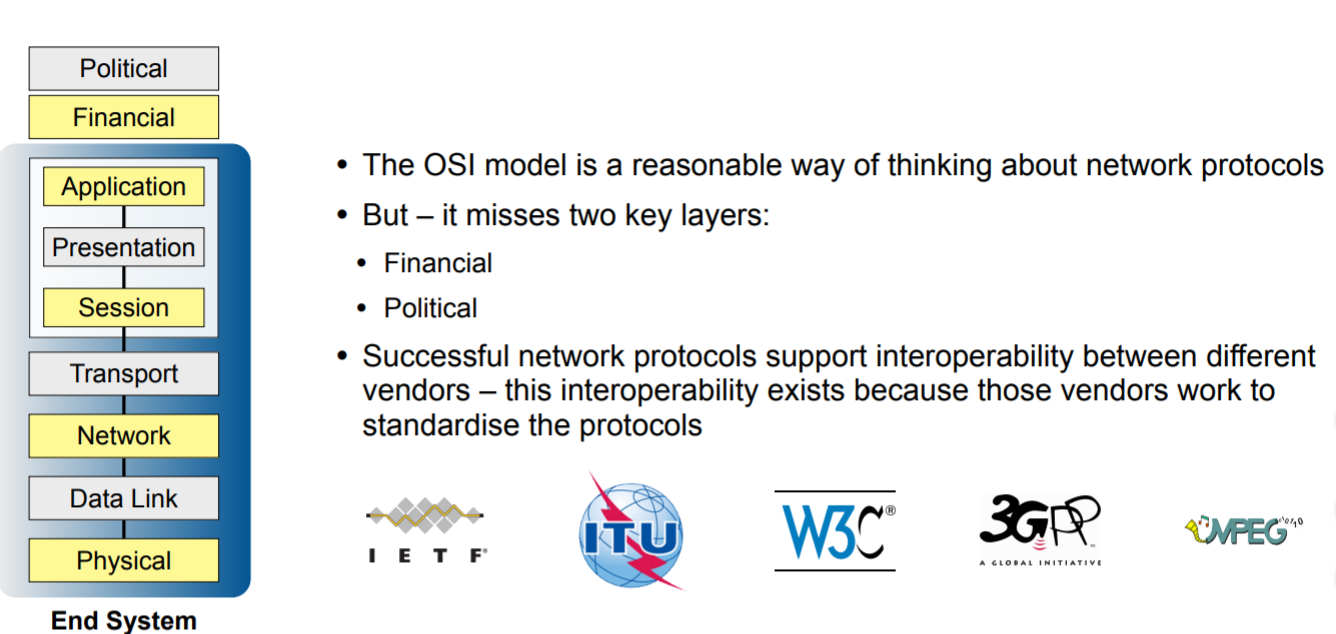 Political
Financial
Application
Presentation
Session
Transport
Network
Data Link
Physical
End System
• The OSI model is a reasonable way of thinking about network protocols
• But – it misses two key layers:
• Financial
• Political
• Successful network protocols support interoperability between different
vendors – this interoperability exists because those vendors work to
standardise the protocols
IETF®
ITU
W3C®
3GPP™
A GLOBAL INITIATIVE
MPEG